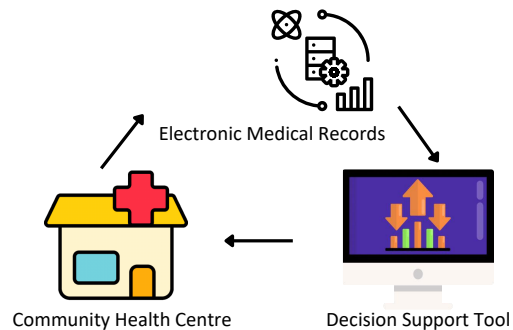 Electronic Medical Records
Community Health Centre
Decision Support Tool